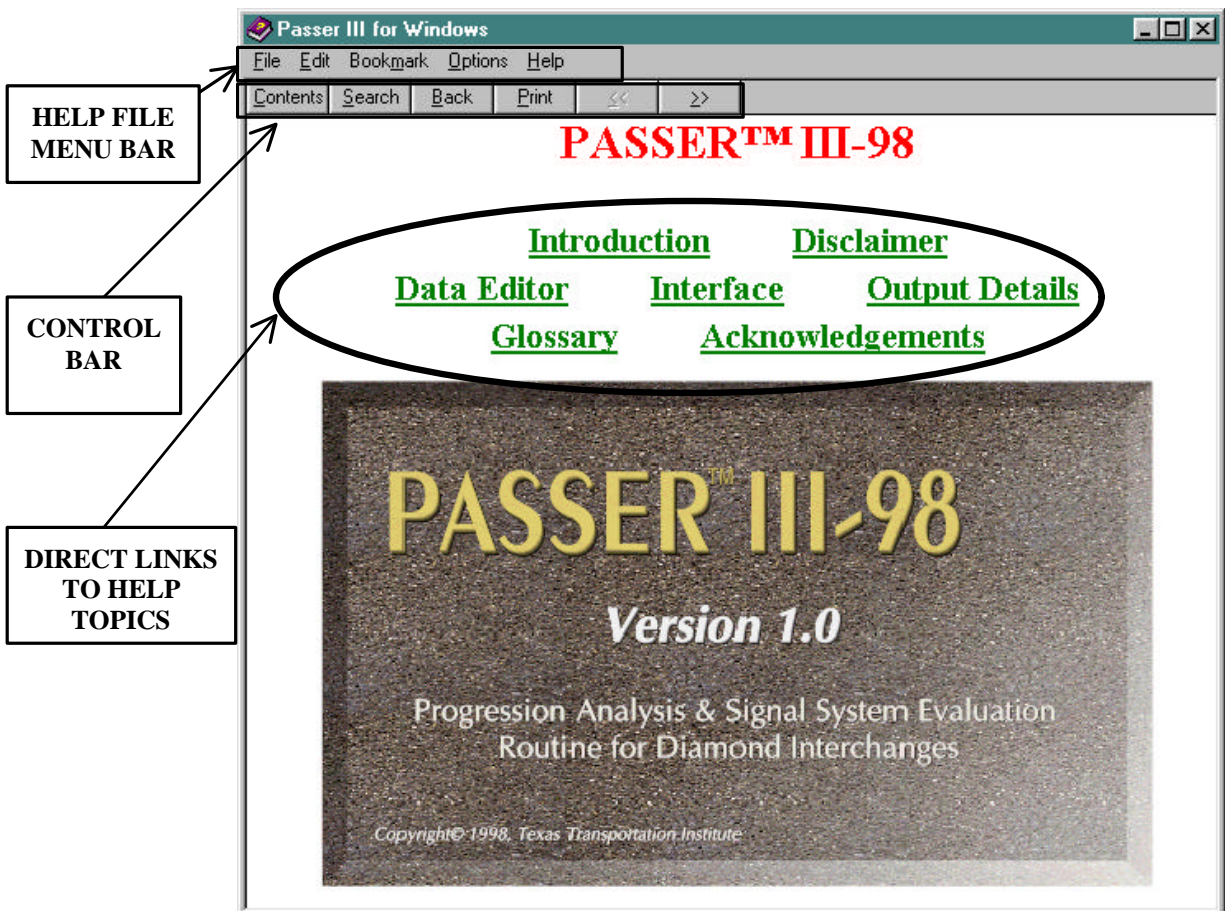 Passer III for Windows
File Edit Bookmark Options Help
Contents Search Back Print << >>
HELP FILE
MENU BAR
PASSER™ III-98
Introduction Disclaimer
Data Editor Interface Output Details
Glossary Acknowledgements
CONTROL
BAR
DIRECT LINKS
TO HELP
TOPICS
PASSER™ III-98
Version 1.0
Progression Analysis & Signal System Evaluation
Routine for Diamond Interchanges
Copyright© 1998, Texas Transportation Institute